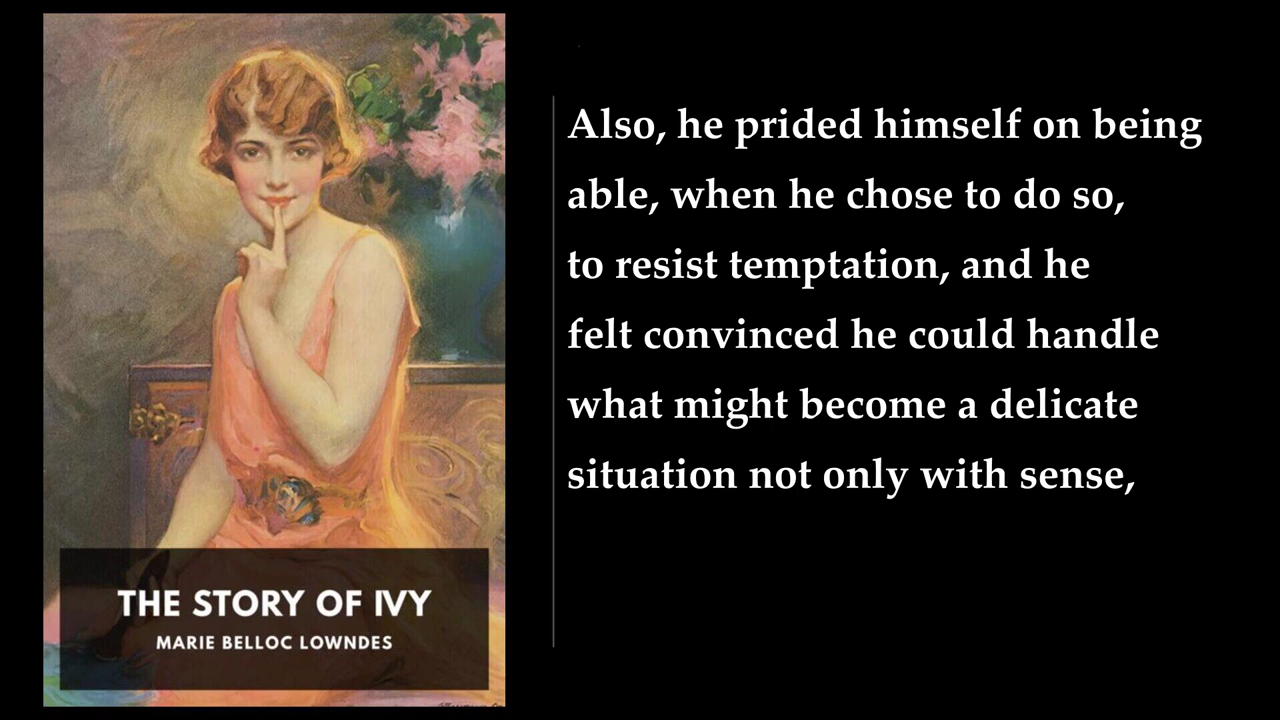 THE STORY OF IVY
MARIE BELLOC LOWNDES
Also, he prided himself on being
able, when he chose to do so,
to resist temptation, and he
felt convinced he could handle
what might become a delicate
situation not only with sense,